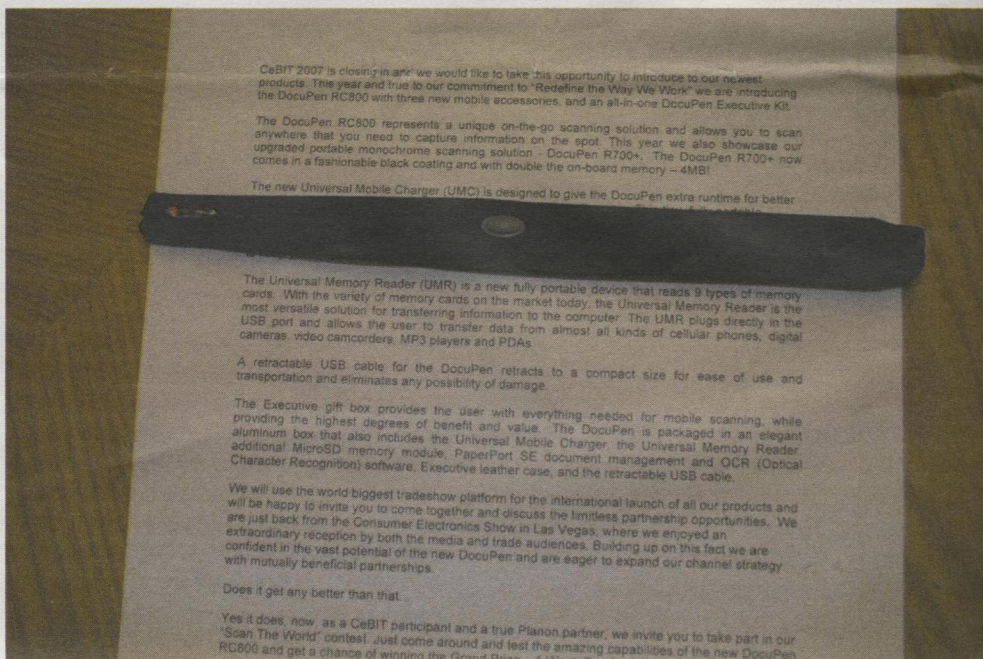 CeBIT 2007 is closing in and we would like to take this opportunity to introduce to our newest
products. This year and true to our commitment to "Redefine the Way We Work" we are introducing
the DocuPen RC800 with three new mobile accessories, and an all-in-one DocuPen Executive Kit.
The DocuPen RC800 represents a unique on-the-go scanning solution and allows you to scan
anywhere that you need to capture information on the spot. This year we also showcase our
upgraded portable monochrome scanning solution - DocuPen R700+. The DocuPen R700+ now
comes in a fashionable black coating and with double the on-board memory – 4MB!
The new Universal Mobile Charger (UMC) is designed to give the DocuPen extra runtime for better
The Universal Memory Reader (UMR) is a new fully portable device that reads 9 types of memory
cards. With the variety of memory cards on the market today, the Universal Memory Reader is the
most versatile solution for transferring information to the computer. The UMR plugs directly in the
USB port and allows the user to transfer data from almost all kinds of cellular phones, digital
cameras, video camcorders, MP3 players and PDAs
A retractable USB cable for the DocuPen retracts to a compact size for ease of use and
transportation and eliminates any possibility of damage.
The Executive gift box provides the user with everything needed for mobile scanning, while
providing the highest degrees of benefit and value. The DocuPen is packaged in an elegant
aluminum box that also includes the Universal Mobile Charger, the Universal Memory Reader,
additional MicroSD memory module, PaperPort SE document management and OCR (Optical
Character Recognition) software, Executive leather case, and the retractable USB cable.
We will use the world biggest tradeshow platform for the international launch of all our products and
will be happy to invite you to come together and discuss the limitless partnership opportunities. We
are just back from the Consumer Electronics Show in Las Vegas, where we enjoyed an
extraordinary reception by both the media and trade audiences. Building up on this fact we are
confident in the vast potential of the new DocuPen and are eager to expand our channel strategy
with mutually beneficial partnerships.
Does it get any better than that...
Yes it does, now, as a CeBIT participant and a true Planon partner, we invite you to take part in our
"Scan The World" contest. Just come around and test the amazing capabilities of the new DocuPen
RC800 and get a chance of winning the Grand